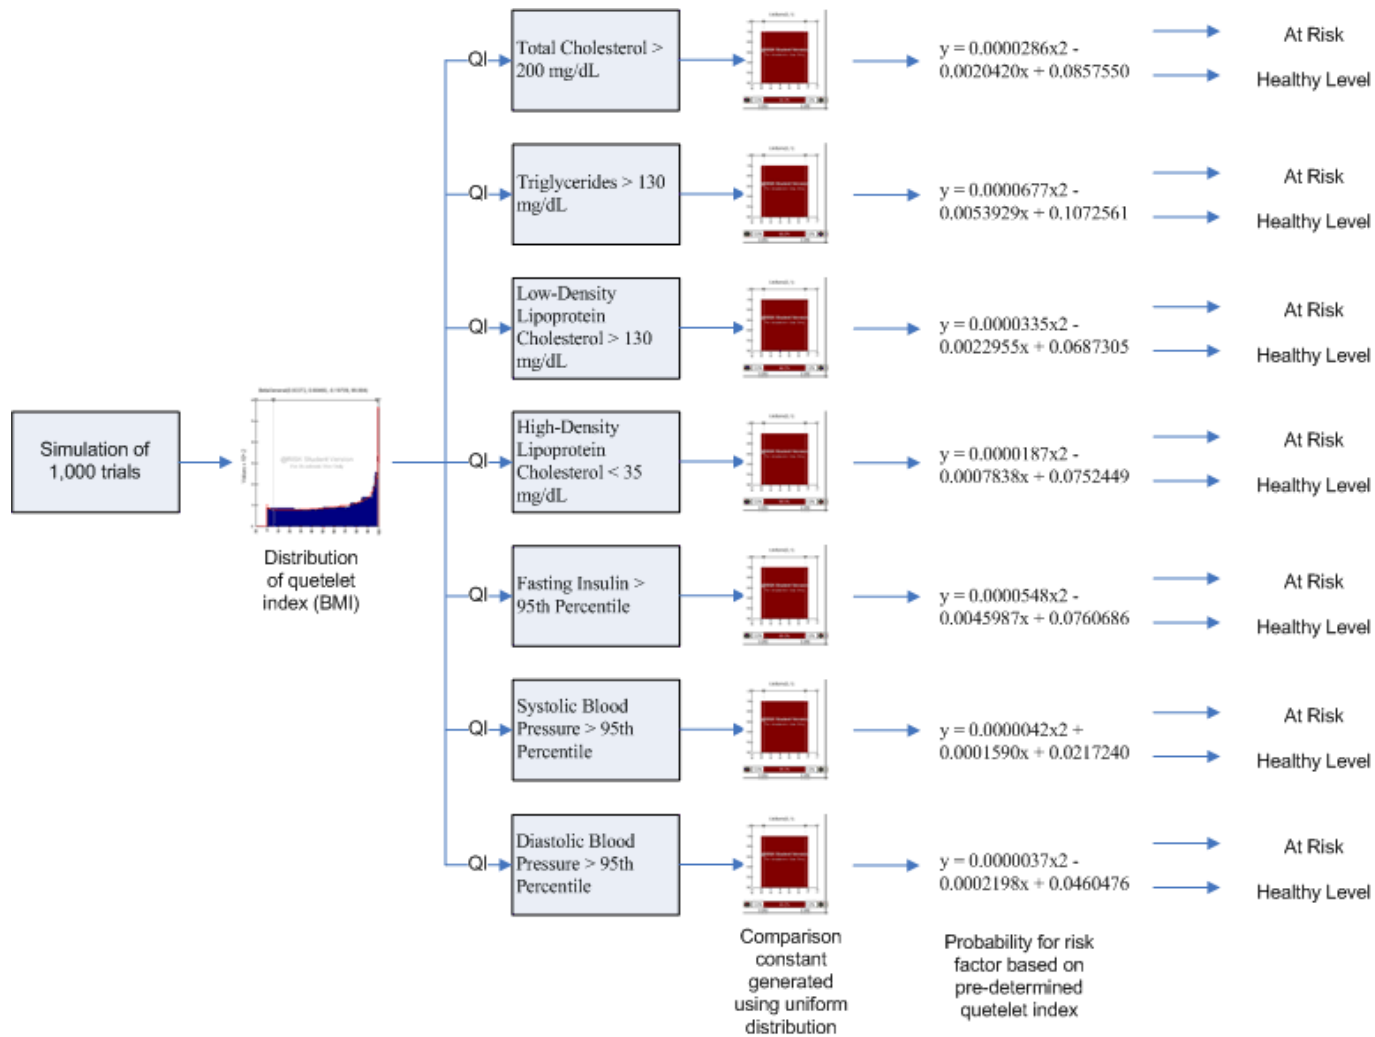 QI
Total Cholesterol >
200 mg/dL
y = 0.0000286x2 -
0.0020420x + 0.0857550
At Risk
Healthy Level
QI
Triglycerides > 130
mg/dL
y = 0.0000677x2 -
0.0053929x + 0.1072561
At Risk
Healthy Level
QI
Low-Density
Lipoprotein
Cholesterol > 130
mg/dL
y = 0.0000335x2 -
0.0022955x + 0.0687305
At Risk
Healthy Level
Simulation of
1,000 trials
@RISK Student Version
For Academic Use Only
Distribution
of quetelet
index (BMI)
QI
High-Density
Lipoprotein
Cholesterol < 35
mg/dL
y = 0.0000187x2 -
0.0007838x + 0.0752449
At Risk
Healthy Level
QI
Fasting Insulin >
95th Percentile
y = 0.0000548x2 -
0.0045987x + 0.0760686
At Risk
Healthy Level
QI
Systolic Blood
Pressure > 95th
Percentile
y = 0.0000042x2 +
0.0001590x + 0.0217240
At Risk
Healthy Level
QI
Diastolic Blood
Pressure > 95th
Percentile
y = 0.0000037x2 -
0.0002198x + 0.0460476
At Risk
Healthy Level
Comparison
constant
generated
using uniform
distribution
Probability for risk
factor based on
pre-determined
quetelet index